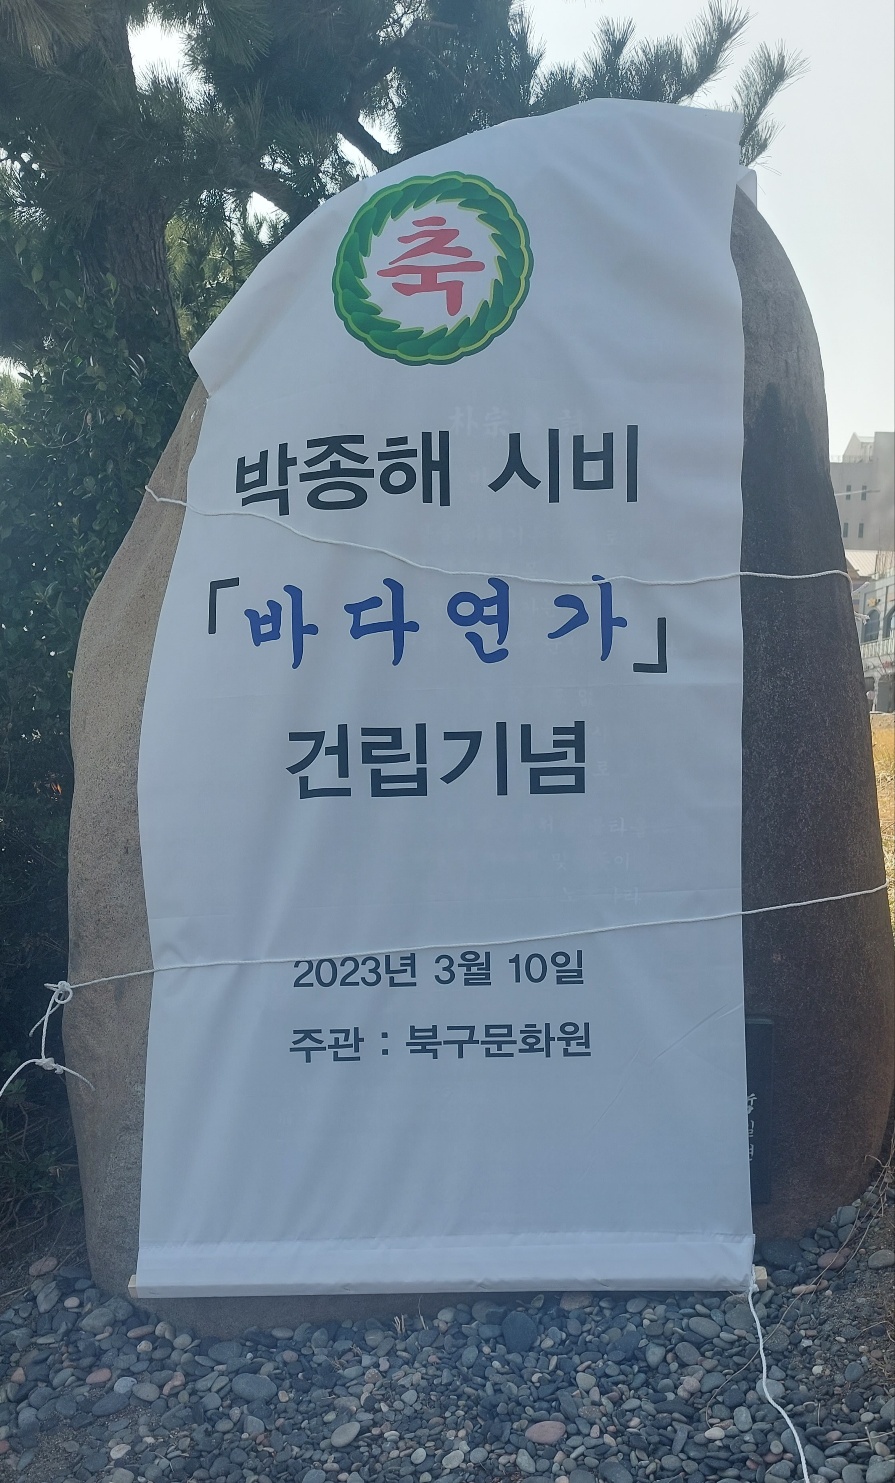 축
박종해 시비
「바다연가」
건립기념
2023년 3월 10일
주관 : 북구문화원